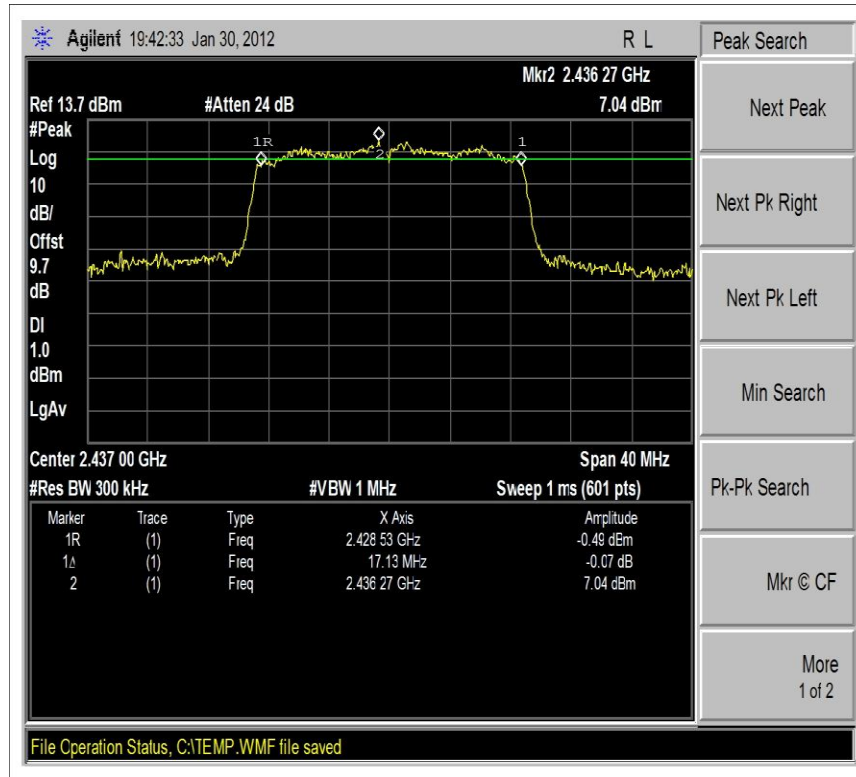 Agilent 19:42:33 Jan 30, 2012 R L
Peak Search
Mkr2 2.436 27 GHz
Ref 13.7 dBm #Atten 24 dB 7.04 dBm
#Peak
Log
10
dB/
Offst
9.7
dB
DI
1.0
dBm
LgAv
1R
2
1
Center 2.437 00 GHz Span 40 MHz
#Res BW 300 kHz #VBW 1 MHz Sweep 1 ms (601 pts)
Marker Trace Type X Axis Amplitude
1R (1) Freq 2.428 53 GHz -0.49 dBm
1Δ (1) Freq 17.13 MHz -0.07 dB
2 (1) Freq 2.436 27 GHz 7.04 dBm
Next Peak
Next Pk Right
Next Pk Left
Min Search
Pk-Pk Search
Mkr © CF
More
1 of 2
File Operation Status, C:\TEMP.WMF file saved